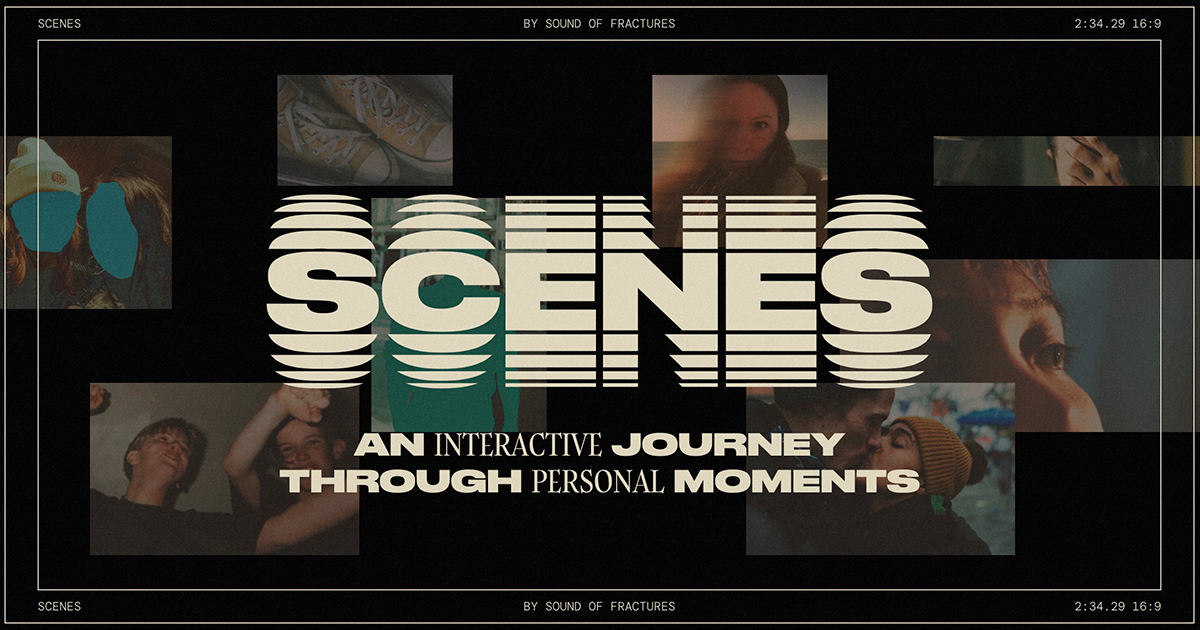 SCENES BY SOUND OF FRACTURES 2:34.29 16:9
SCENES
AN INTERACTIVE JOURNEY
THROUGH PERSONAL MOMENTS
SCENES BY SOUND OF FRACTURES 2:34.29 16:9